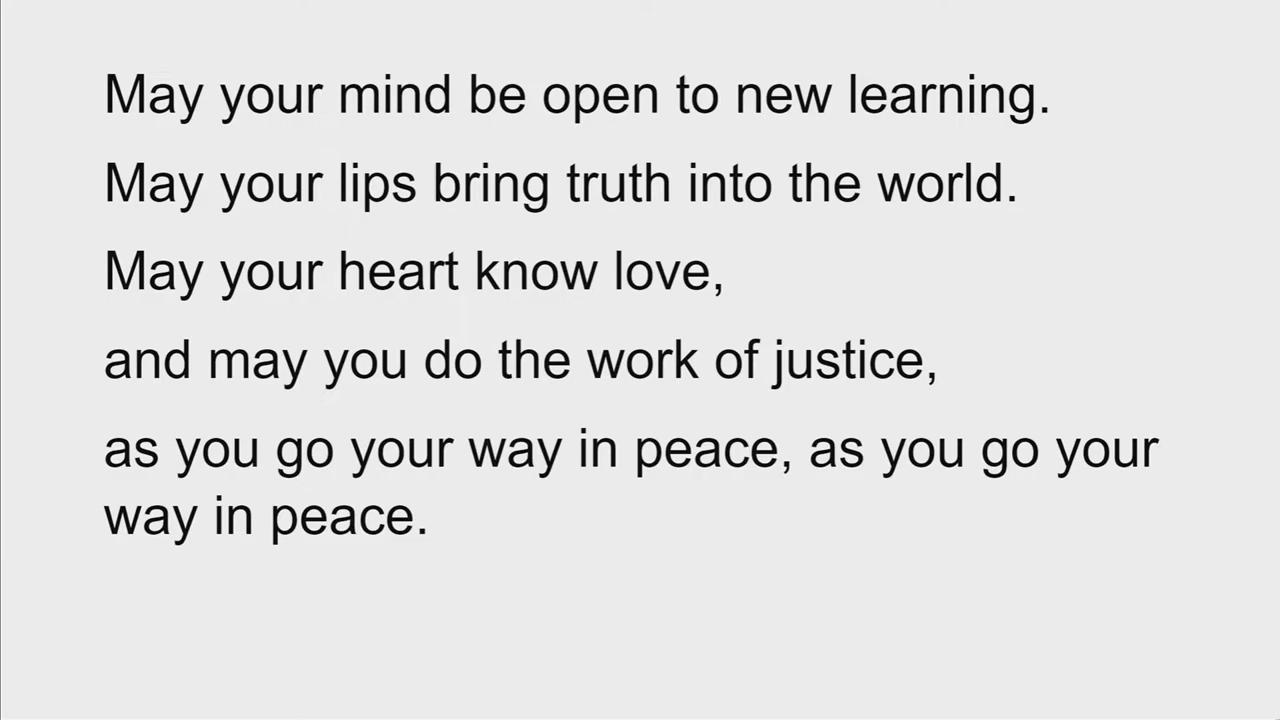 May your mind be open to new learning.
May your lips bring truth into the world.
May your heart know love,
and may you do the work of justice,
as you go your way in peace, as you go your
way in peace.